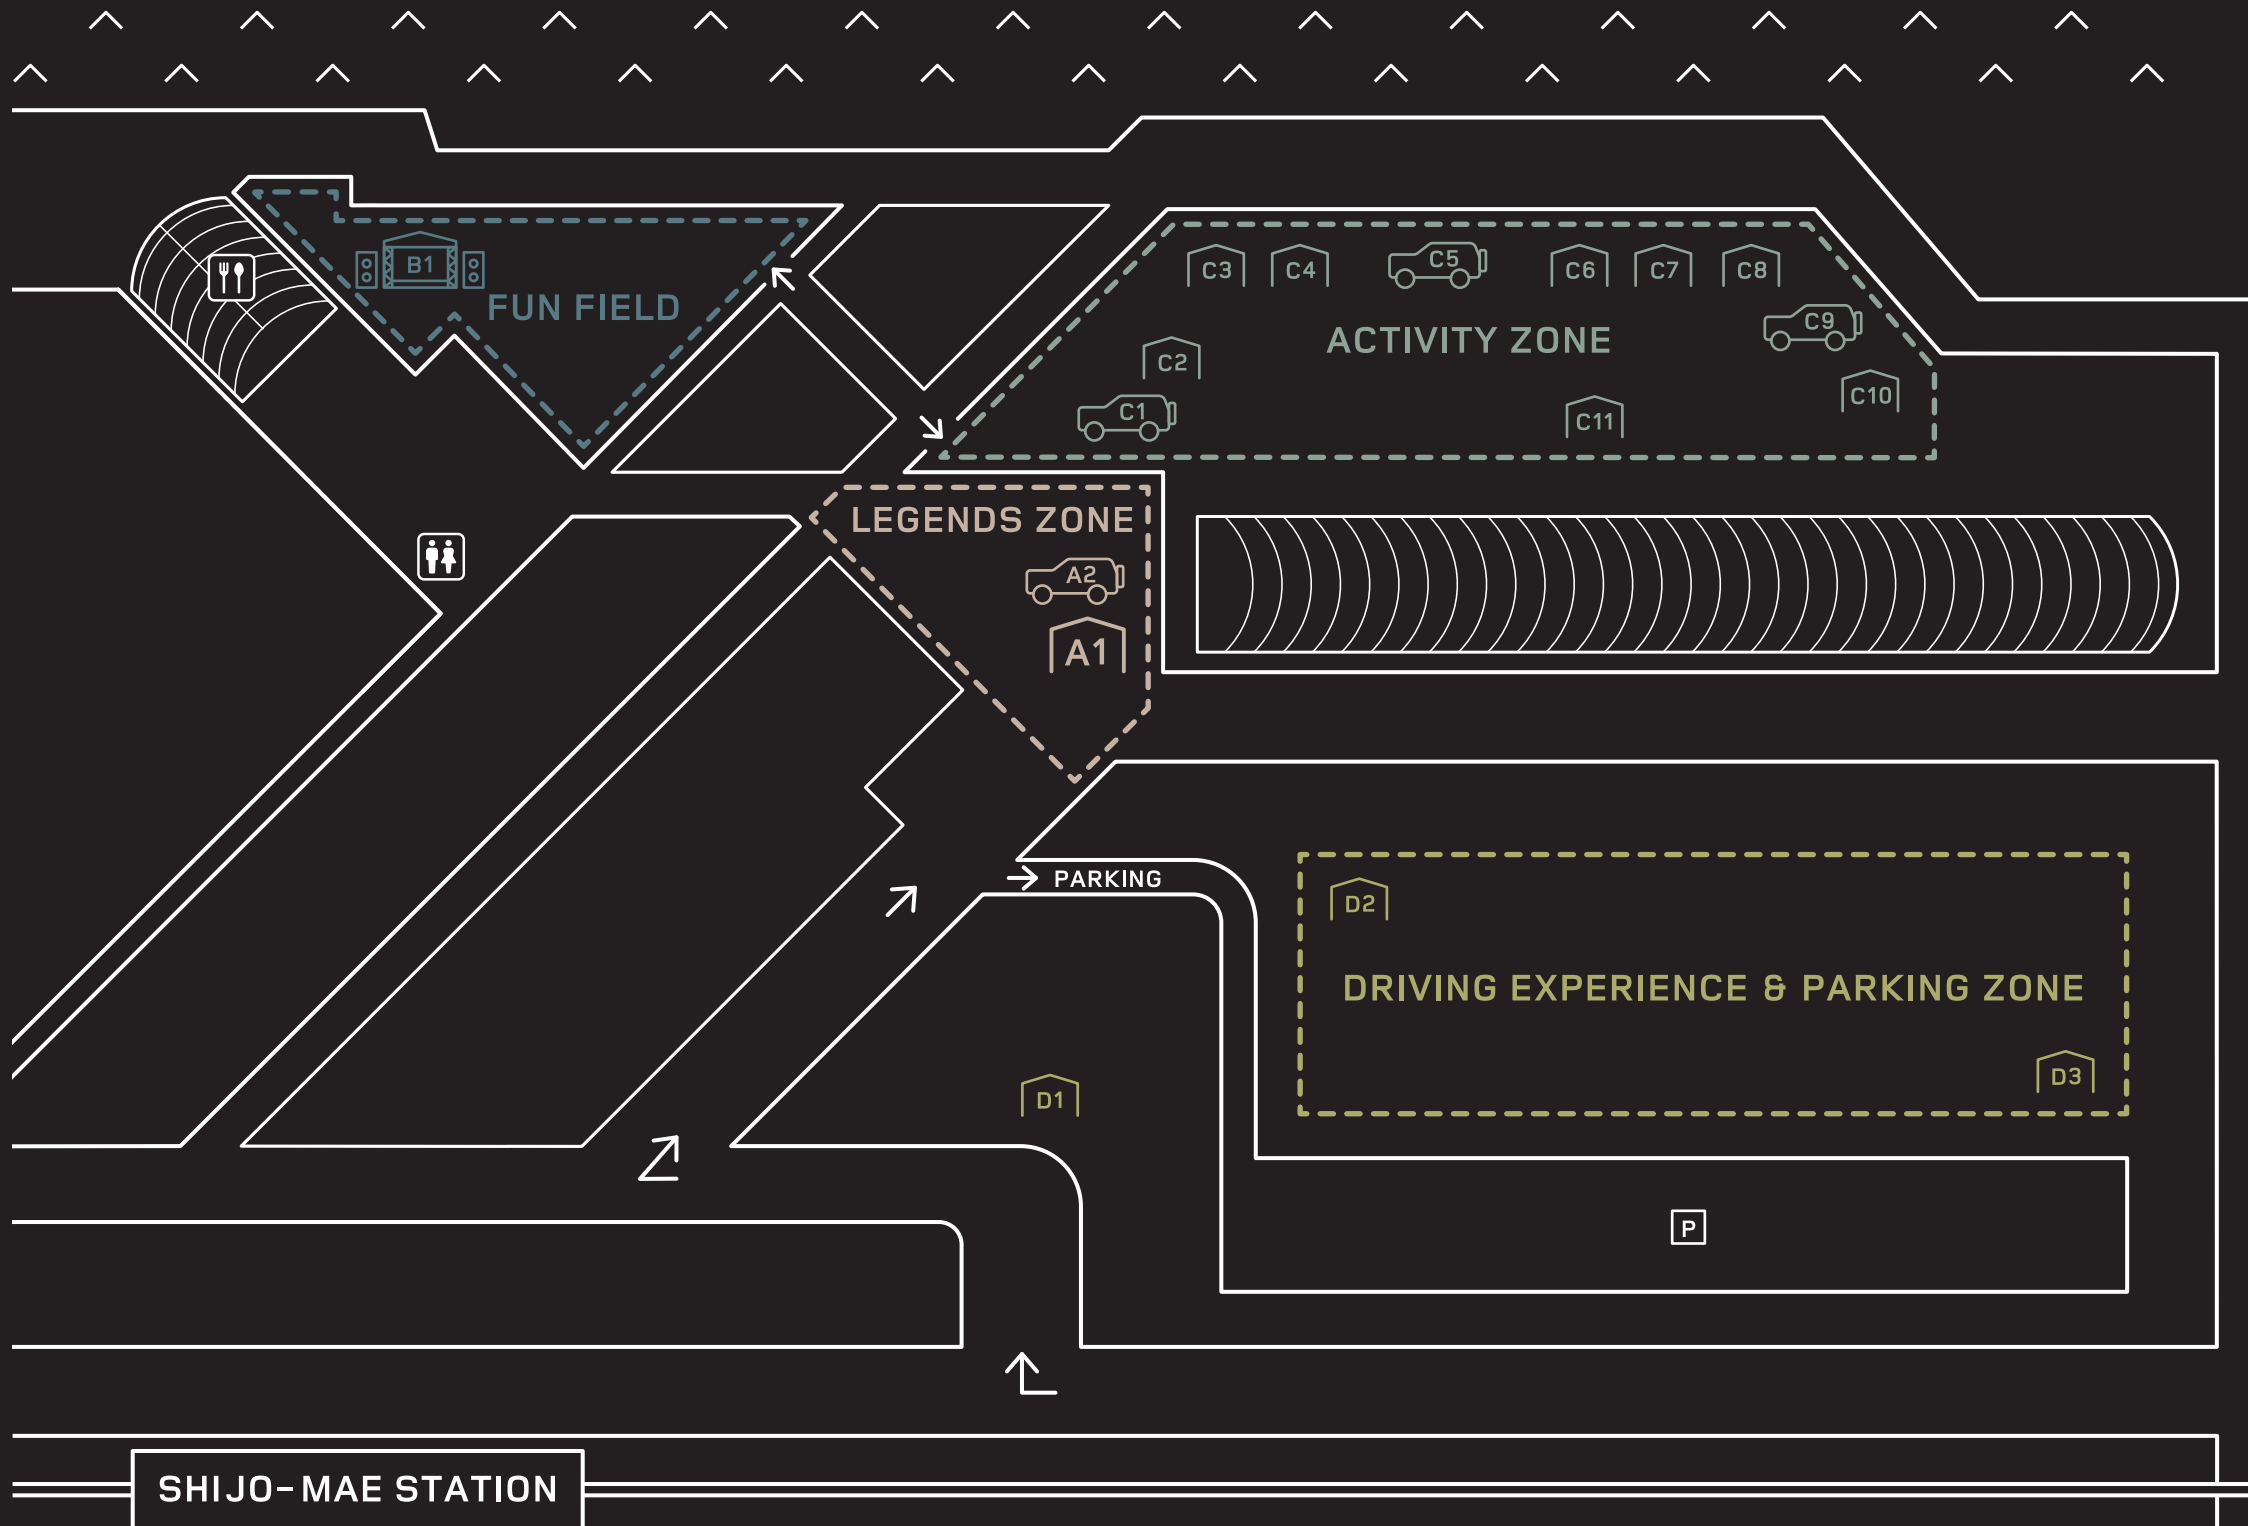 B1
FUN FIELD
C3
C4
C5
C6
C7
C8
C9
ACTIVITY ZONE
C2
C10
C1
C11
LEGENDS ZONE
A2
A1
PARKING
D2
DRIVING EXPERIENCE & PARKING ZONE
D3
D1
P
SHIJO-MAE STATION